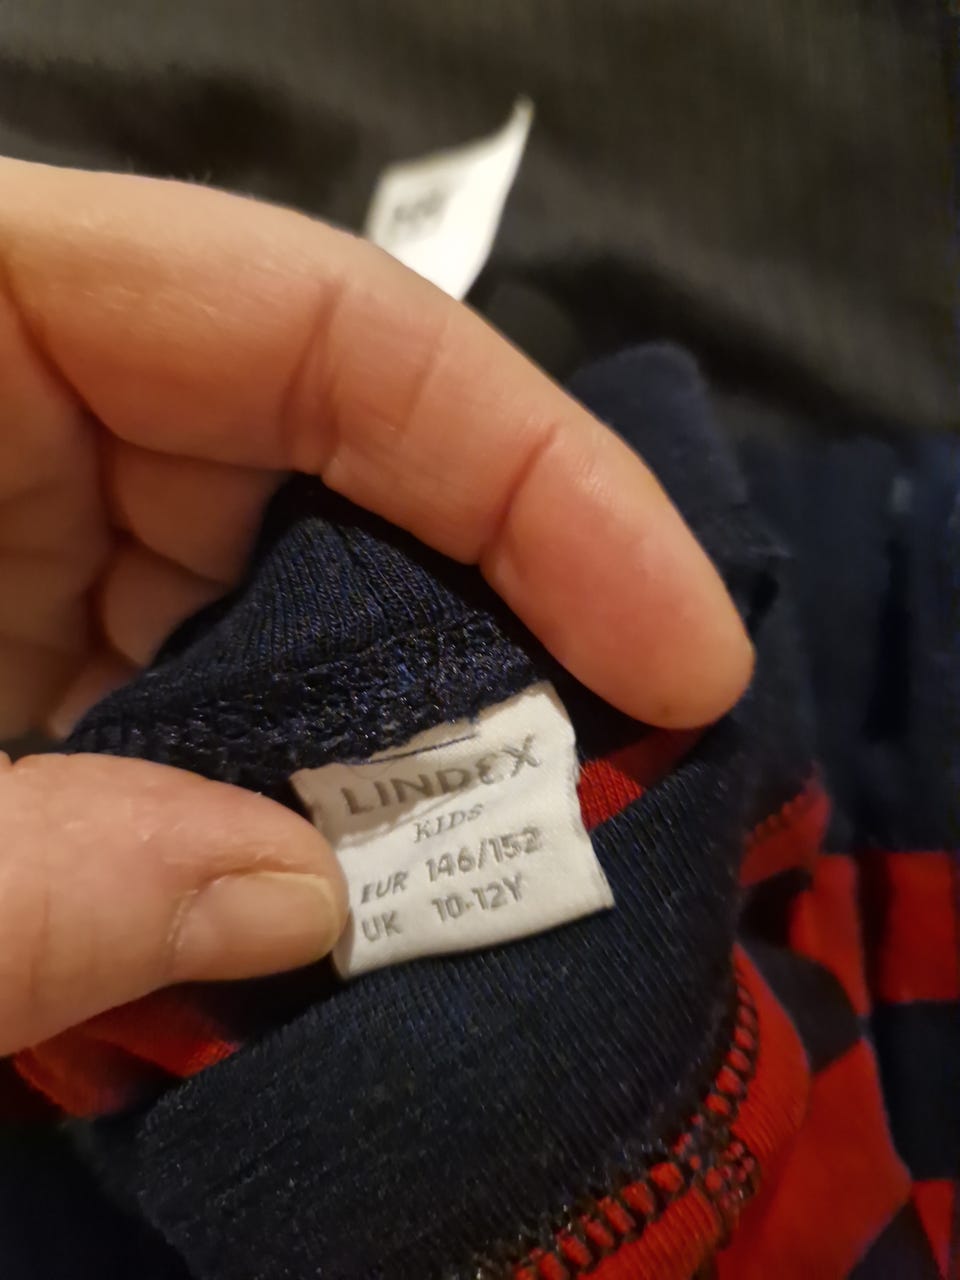 LINDEX
KIDS
EUR 146/152
UK 10-12Y